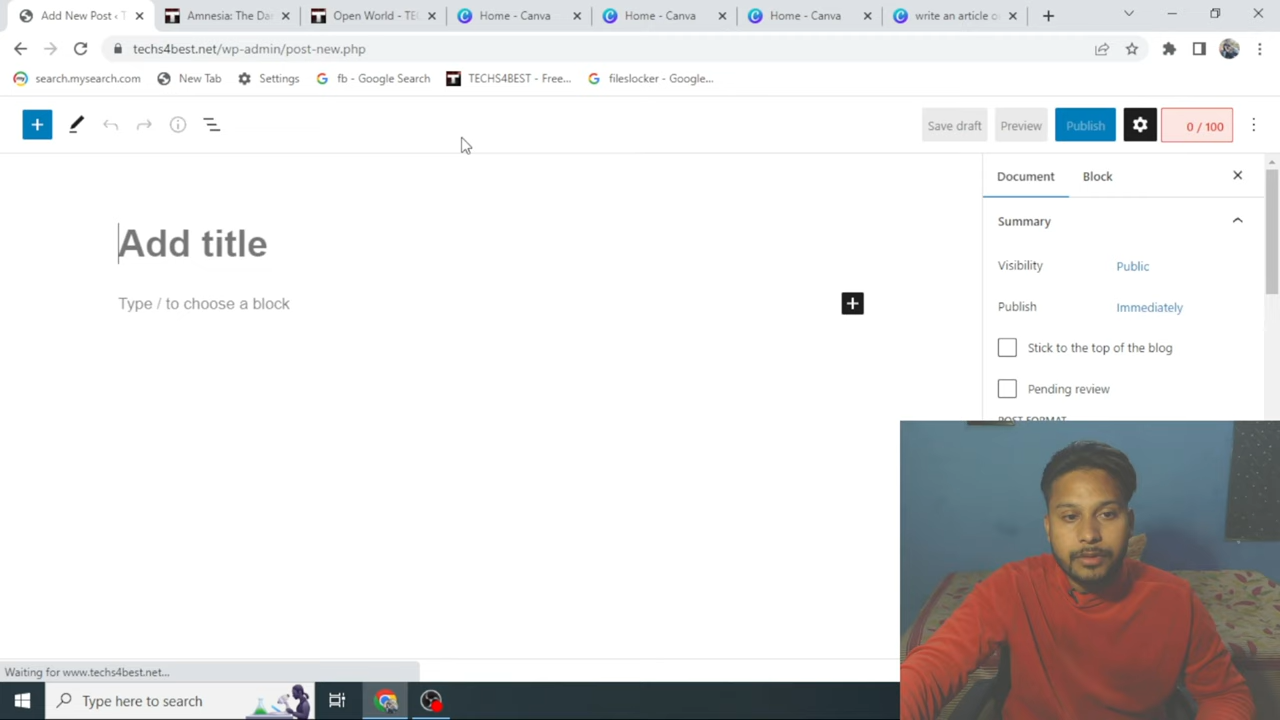 Add New Post ‹ T
Amnesia: The Da
Open World - TE
Home - Canva
Home - Canva
Home - Canva
write an article o
techs4best.net/wp-admin/post-new.php
search.mysearch.com
New Tab
Settings
fb - Google Search
TECHS4BEST - Free...
fileslocker - Google...
Save draft
Preview
Publish
0 / 100
Document
Block
Add title
Type / to choose a block
Summary
Visibility
Public
Publish
Immediately
Stick to the top of the blog
Pending review
POST FORMAT
Waiting for www.techs4best.net...
Type here to search